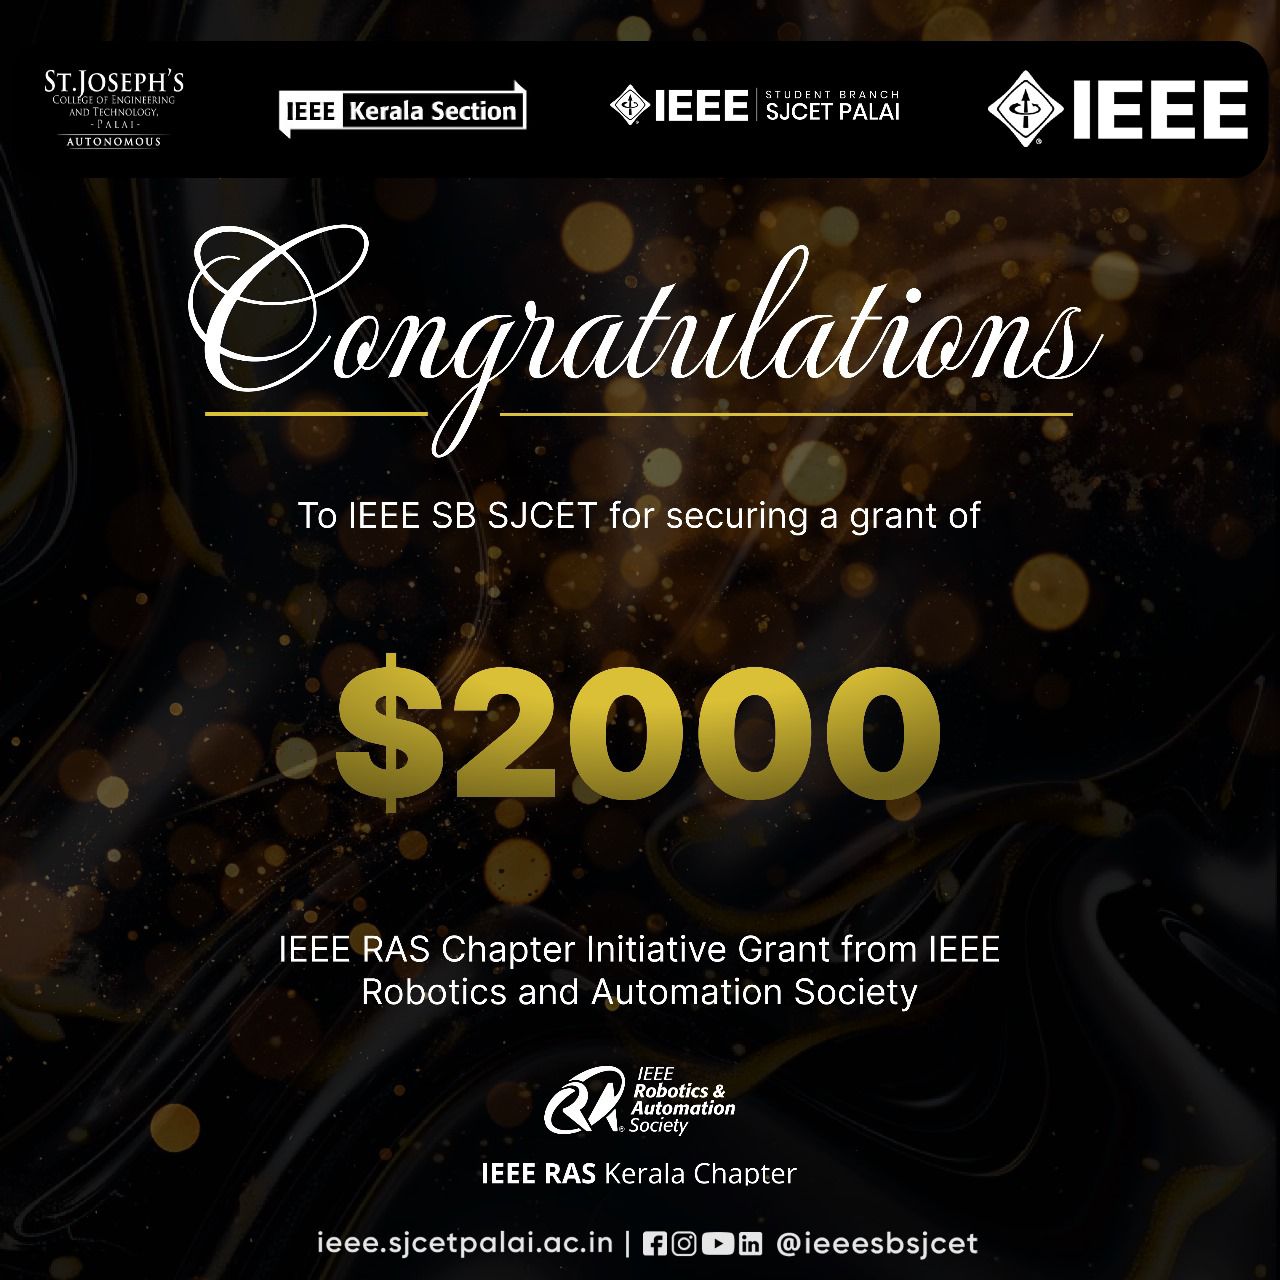 ST.JOSEPH'S
COLLEGE OF ENGINEERING
AND TECHNOLOGY,
-PALAI-
AUTONOMOUS
IEEE Kerala Section
IEEE STUDENT BRANCH
SJCET PALAI
IEEE
Congratulations
To IEEE SB SJCET for securing a grant of
$2000
IEEE RAS Chapter Initiative Grant from IEEE
Robotics and Automation Society
IEEE
Robotics &
Automation
Society
IEEE RAS Kerala Chapter
ieee.sjcetpalai.ac.in | @ieeesbsjcet